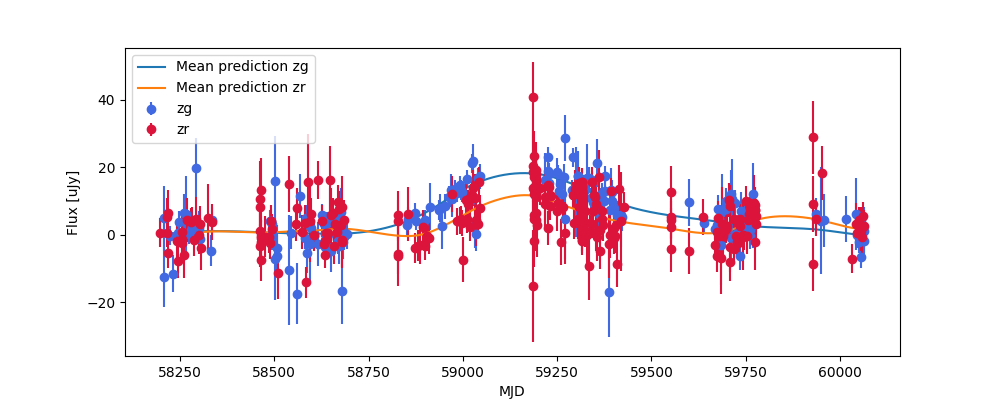 Mean prediction zg
Mean prediction zr
zg
zr
40
20
0
−20
Flux [uJy]
58250 58500 58750 59000 59250 59500 59750 60000
MJD